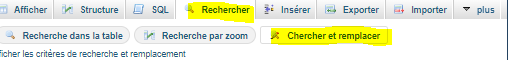 Afficher Structure SQL Rechercher Insérer Exporter Importer plus
Recherche dans la table Recherche par zoom Chercher et remplacer
ficher les critères de recherche et remplacement